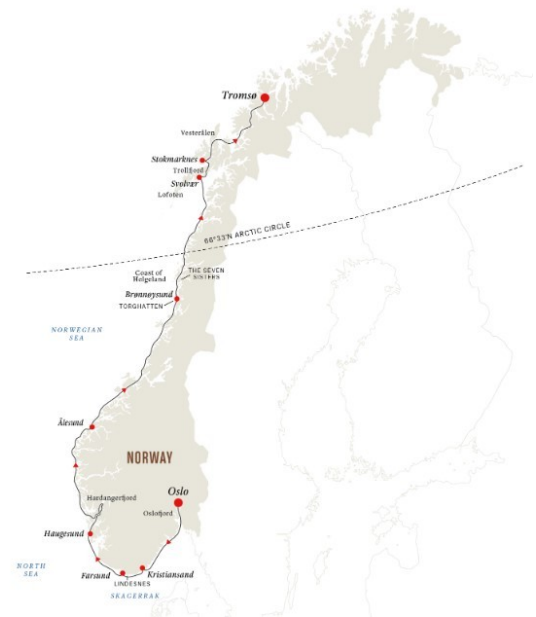 Tromsø
Vesterålen
Stokmarknes
Trollfjord
Svolvær
Lofoten
66°33'N ARCTIC CIRCLE
Coast of
Helgeland
THE SEVEN
SISTERS
Brønnøysund
TORGHATTEN
NORWEGIAN
SEA
Ålesund
NORWAY
Oslo
Hardangerfjord
Oslofjord
Haugesund
NORTH
SEA
Farsund
Kristiansand
LINDESNES
SKAGERRAK